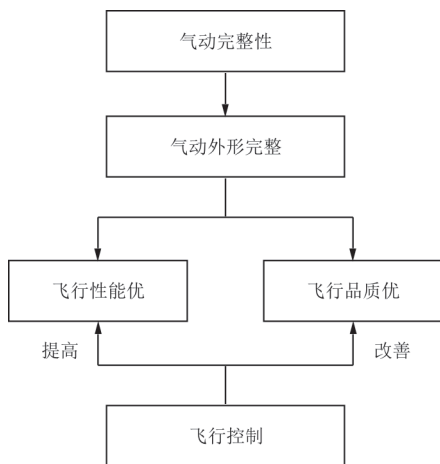 气动完整性
气动外形完整
飞行性能优
飞行品质优
提高
改善
飞行控制